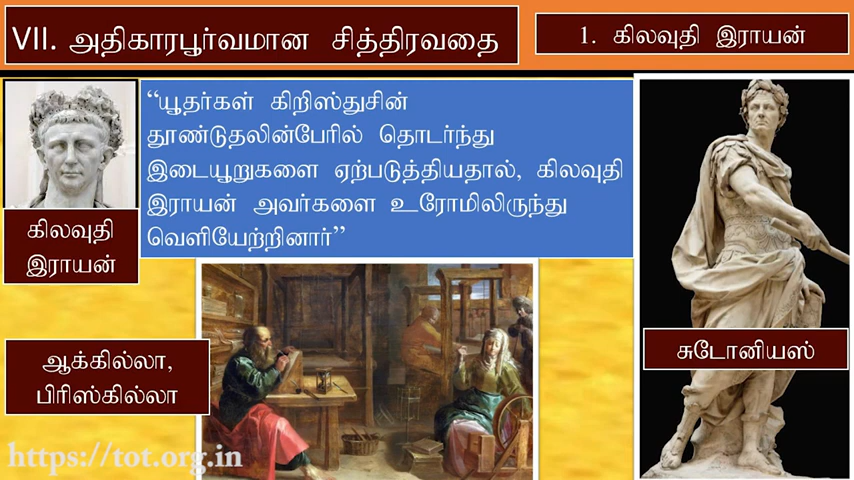 VII. அதிகாரபூர்வமான சித்திரவதை
1. கிலவுதி இராயன்
“யூதர்கள் கிறிஸ்துசின்
தூண்டுதலின்பேரில் தொடர்ந்து
இடையூறுகளை ஏற்படுத்தியதால், கிலவுதி
இராயன் அவர்களை உரோமிலிருந்து
வெளியேற்றினார்”
கிலவுதி
இராயன்
ஆக்கில்லா,
பிரிஸ்கில்லா
சுடோனியஸ்
https://tot.org.in